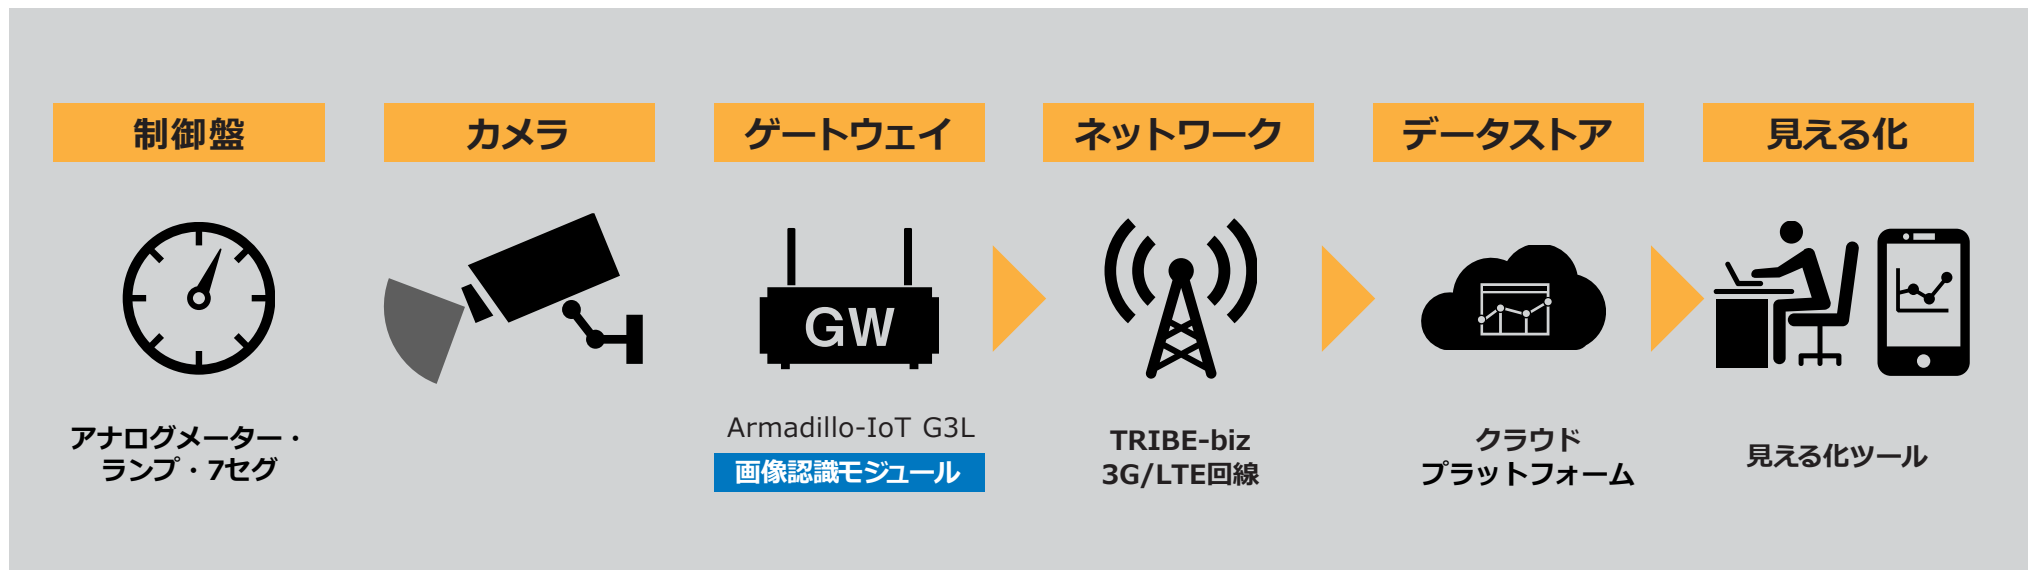 制御盤
カメラ
ゲートウェイ
ネットワーク
データストア
見える化
GW
アナログメーター・
ランプ・7セグ
Armadillo-IoT G3L
画像認識モジュール
TRIBE-biz
3G/LTE回線
クラウド
プラットフォーム
見える化ツール